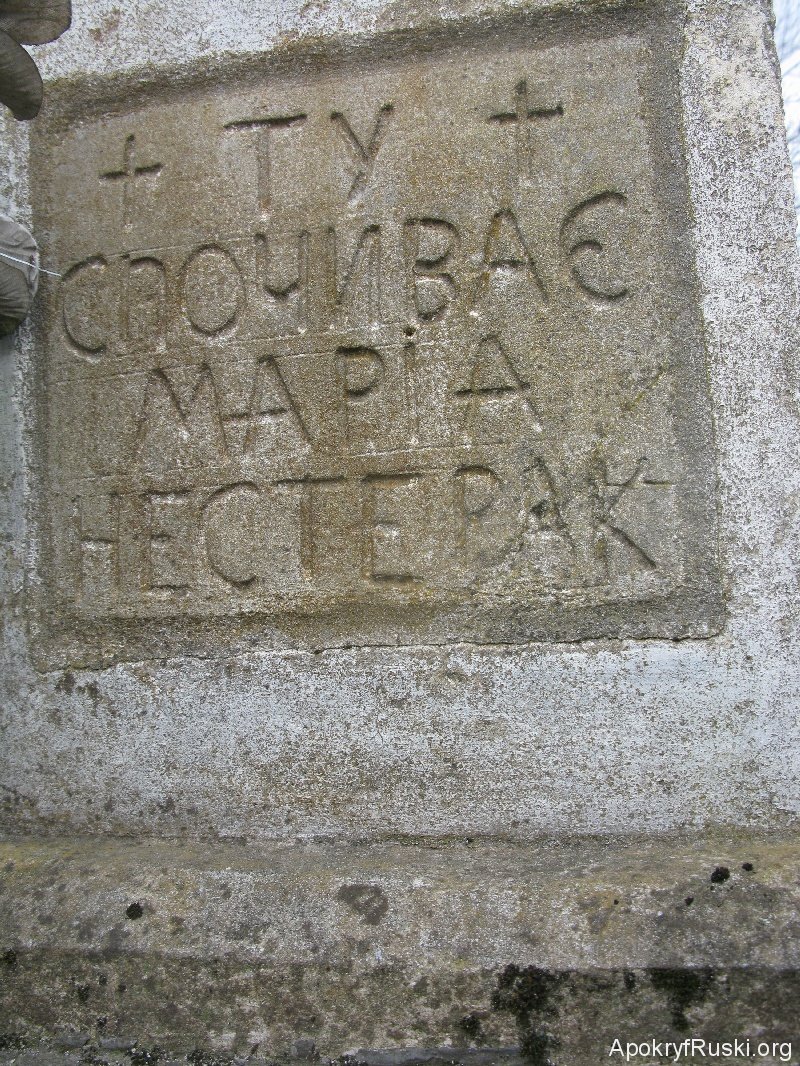 + ТУ +
СПОЧИВАЄ
МАРІА
НЕСТЕРАК
ApokryfRuski.org